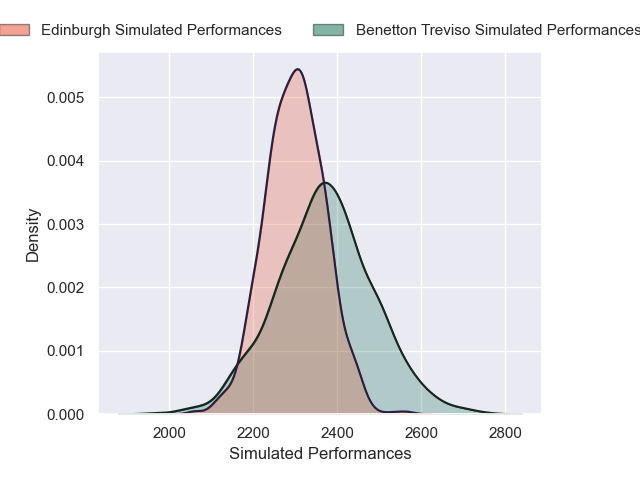 Edinburgh Simulated Performances Benetton Treviso Simulated Performances
0.005
0.004
0.003
0.002
0.001
0.000
Density
2000 2200 2400 2600 2800
Simulated Performances